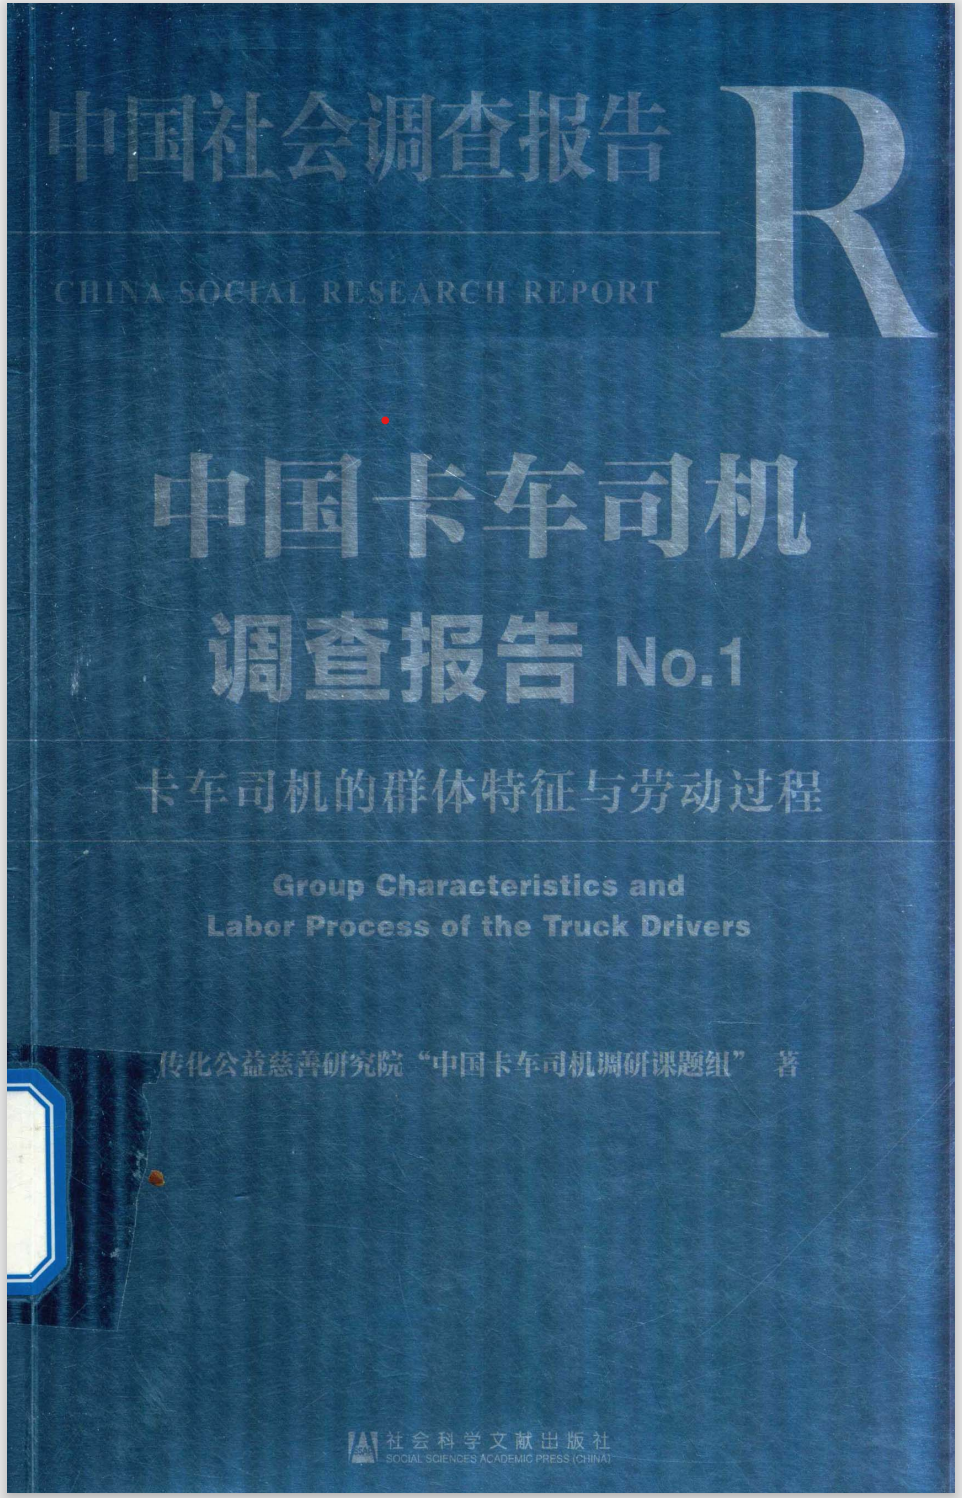 中国社会调查报告
R
CHINA SOCIAL RESEARCH REPORT
中国卡车司机
调查报告 No.1
卡车司机的群体特征与劳动过程
Group Characteristics and
Labor Process of the Truck Drivers
传化公益慈善研究院“中国卡车司机调研课题组” 著
社会科学文献出版社
SOCIAL SCIENCES ACADEMIC PRESS (CHINA)